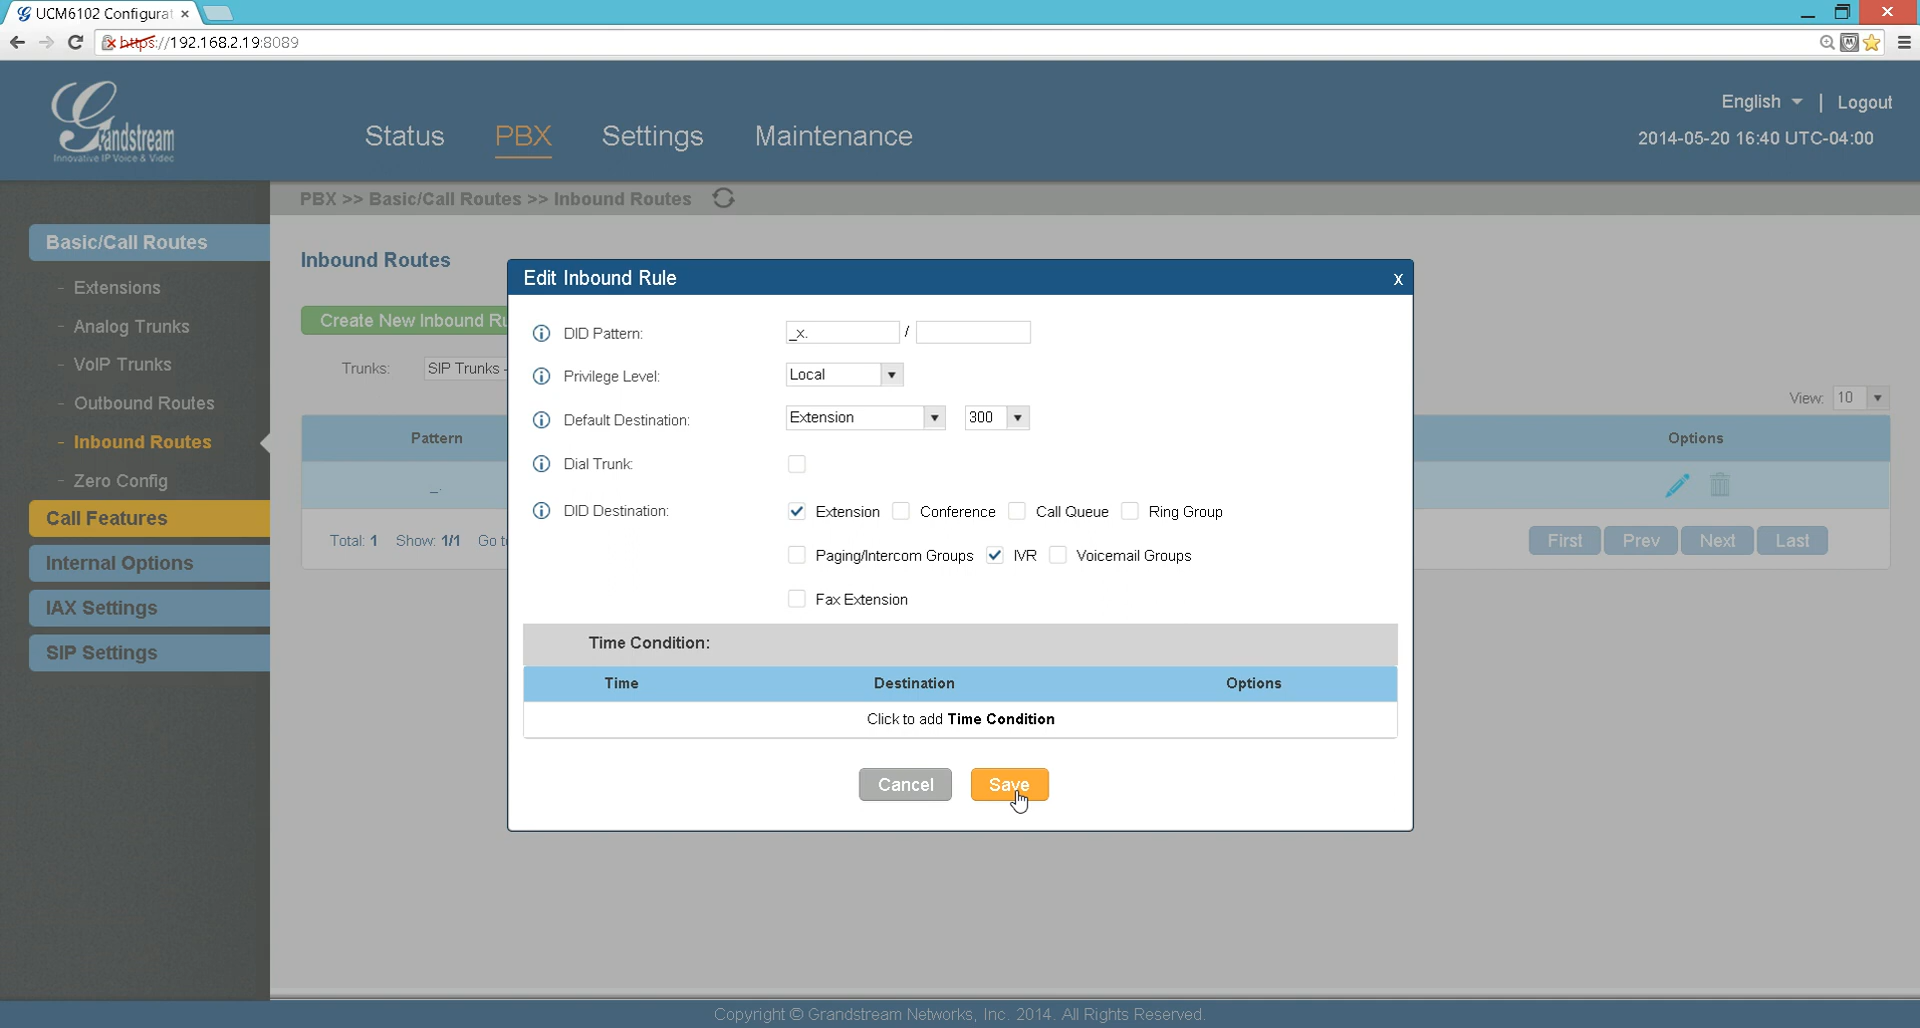 UCM6102 Configurat
https://192.168.2.19:8089
Grandstream
Innovative IP Voice & Video
Status PBX Settings Maintenance
English | Logout
2014-05-20 16:40 UTC-04:00
PBX >> Basic/Call Routes >> Inbound Routes
Basic/Call Routes
- Extensions
- Analog Trunks
- VoIP Trunks
- Outbound Routes
- Inbound Routes
- Zero Config
Call Features
Internal Options
IAX Settings
SIP Settings
Inbound Routes
Create New Inbound Ru
Trunks: SIP Trunks -
View: 10
Pattern Options
_.
Total: 1 Show: 1/1 Go to
First Prev Next Last
Edit Inbound Rule x
DID Pattern: _x. /
Privilege Level: Local
Default Destination: Extension 300
Dial Trunk:
DID Destination: Extension Conference Call Queue Ring Group
Paging/Intercom Groups IVR Voicemail Groups
Fax Extension
Time Condition:
Time Destination Options
Click to add Time Condition
Cancel Save
Copyright © Grandstream Networks, Inc. 2014. All Rights Reserved.